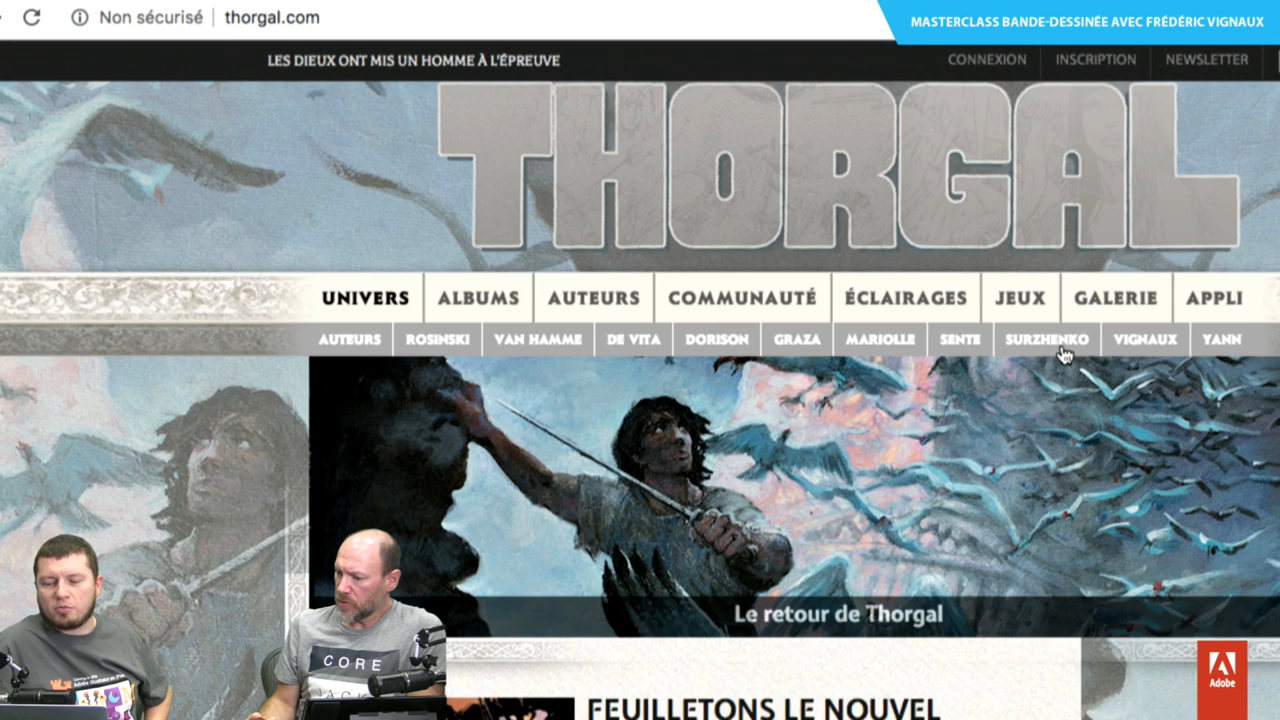 Non sécurisé | thorgal.com
MASTERCLASS BANDE-DESSINÉE AVEC FRÉDÉRIC VIGNAUX
LES DIEUX ONT MIS UN HOMME À L'ÉPREUVE
CONNEXION INSCRIPTION NEWSLETTER
THORGAL
UNIVERS ALBUMS AUTEURS COMMUNAUTÉ ÉCLAIRAGES JEUX GALERIE APPLI
AUTEURS ROSINSKI VAN HAMME DE VITA DORISON GRAZA MARIOLLE SENTE SURZHENKO VIGNAUX YANN
Le retour de Thorgal
CORE
Adobe
FEUILLETONS LE NOUVEL